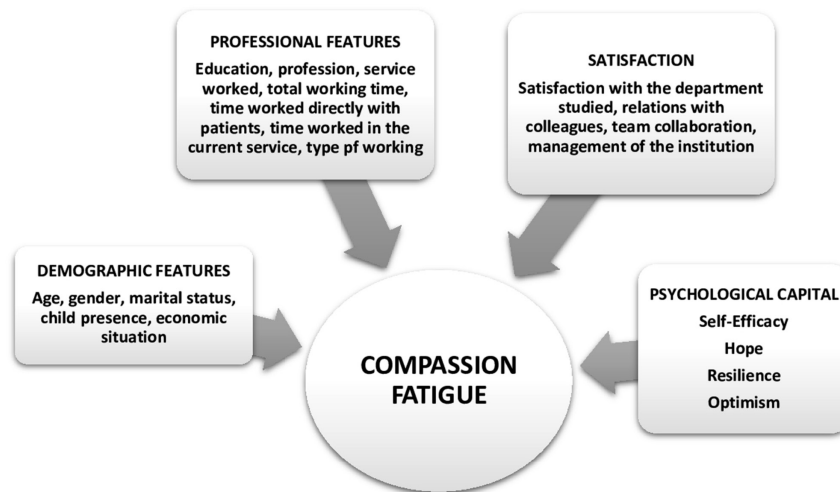 PROFESSIONAL FEATURES
Education, profession, service
worked, total working time,
time worked directly with
patients, time worked in the
current service, type pf working
SATISFACTION
Satisfaction with the department
studied, relations with
colleagues, team collaboration,
management of the institution
DEMOGRAPHIC FEATURES
Age, gender, marital status,
child presence, economic
situation
PSYCHOLOGICAL CAPITAL
Self-Efficacy
Hope
Resilience
Optimism
COMPASSION
FATIGUE